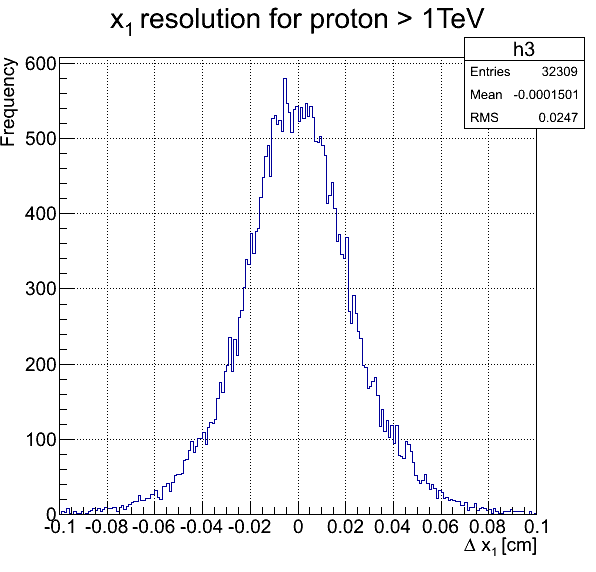 x1 resolution for proton > 1TeV
h3
Entries 32309
Mean -0.0001501
RMS 0.0247
Frequency
600
500
400
300
200
100
0
-0.1 -0.08 -0.06 -0.04 -0.02 0 0.02 0.04 0.06 0.08 0.1
Δ x1 [cm]